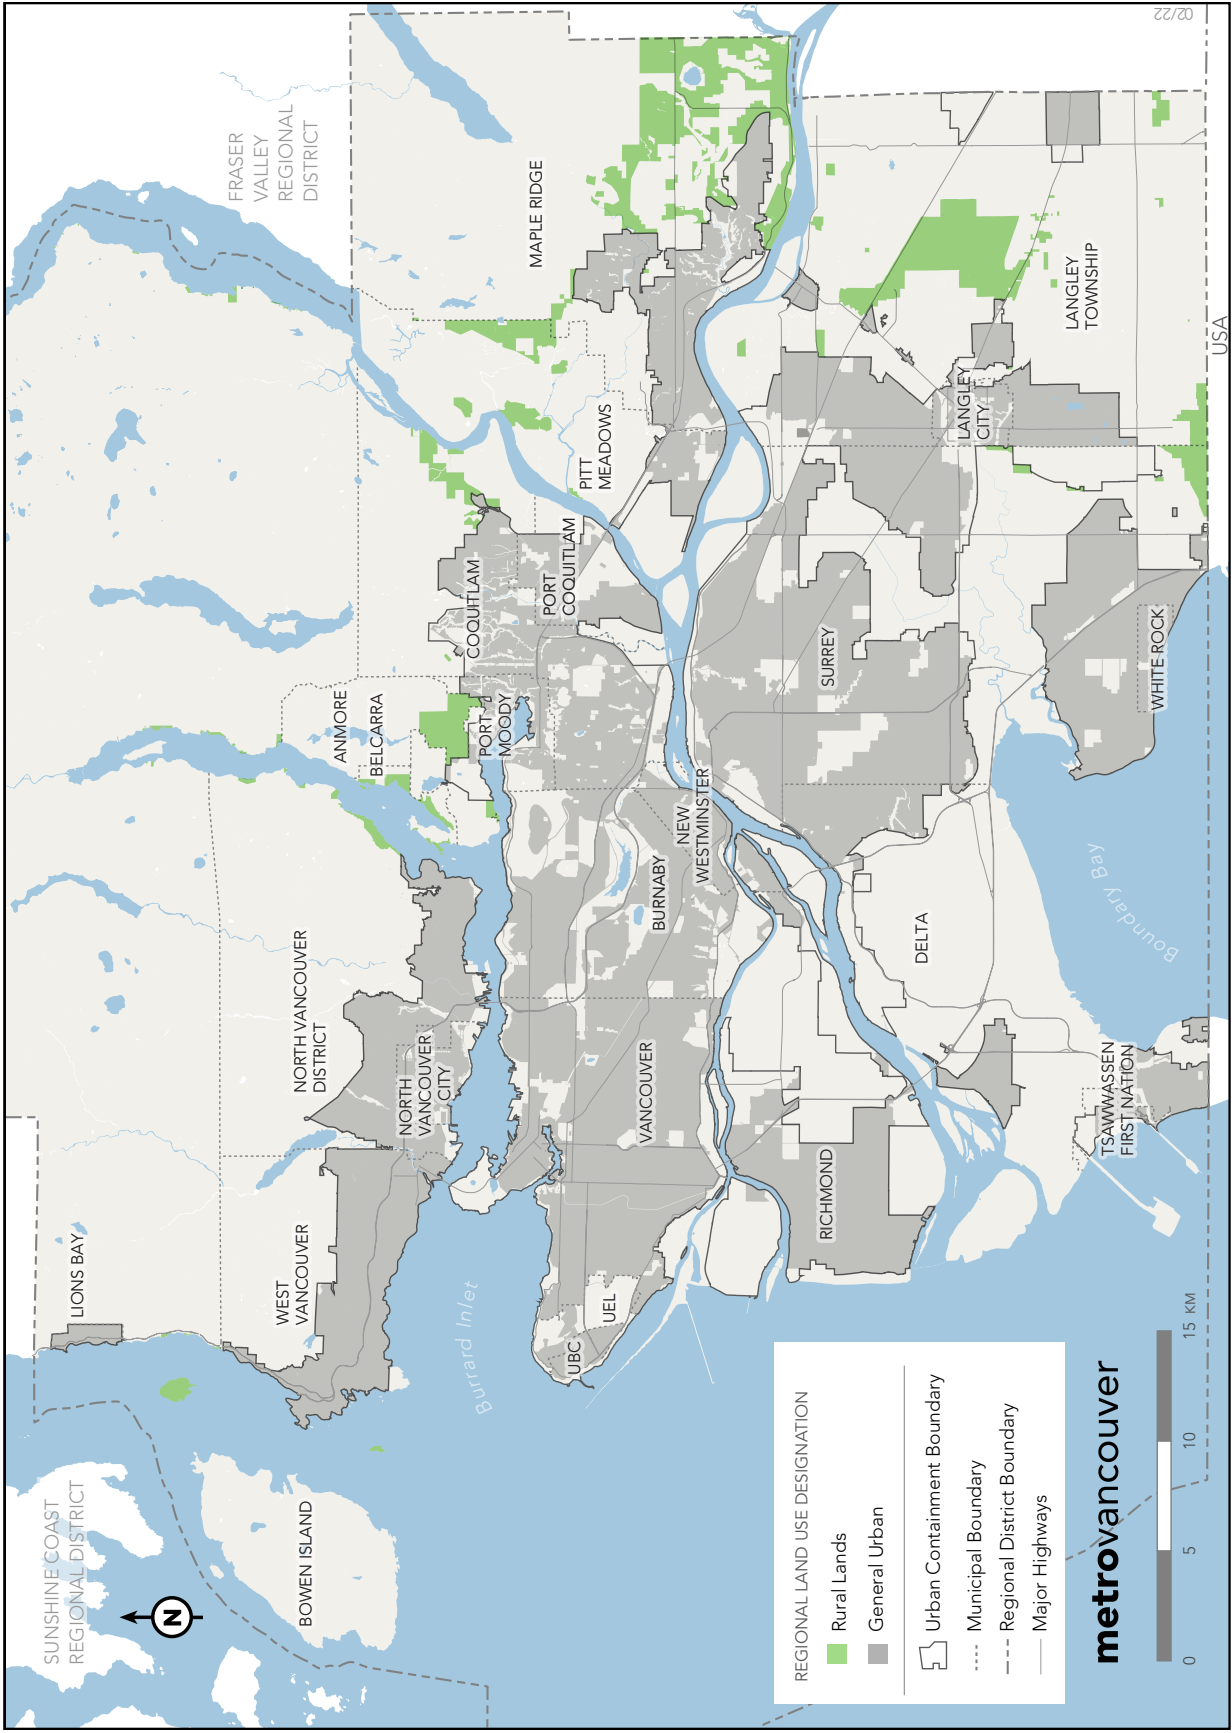 SUNSHINE COAST
REGIONAL DISTRICT
N
BOWEN ISLAND
LIONS BAY
WEST
VANCOUVER
NORTH VANCOUVER
DISTRICT
NORTH
VANCOUVER
CITY
ANMORE
BELCARRA
FRASER
VALLEY
REGIONAL
DISTRICT
MAPLE RIDGE
PITT
MEADOWS
COQUITLAM
PORT
COQUITLAM
PORT
MOODY
Burrard Inlet
UBC
UEL
VANCOUVER
BURNABY
NEW
WESTMINSTER
RICHMOND
SURREY
DELTA
LANGLEY
CITY
LANGLEY
TOWNSHIP
WHITE ROCK
Boundary Bay
TSAWWASSEN
FIRST NATION
USA
REGIONAL LAND USE DESIGNATION
Rural Lands
General Urban
Urban Containment Boundary
Municipal Boundary
Regional District Boundary
Major Highways
metrovancouver
0 5 10 15 KM
02/22